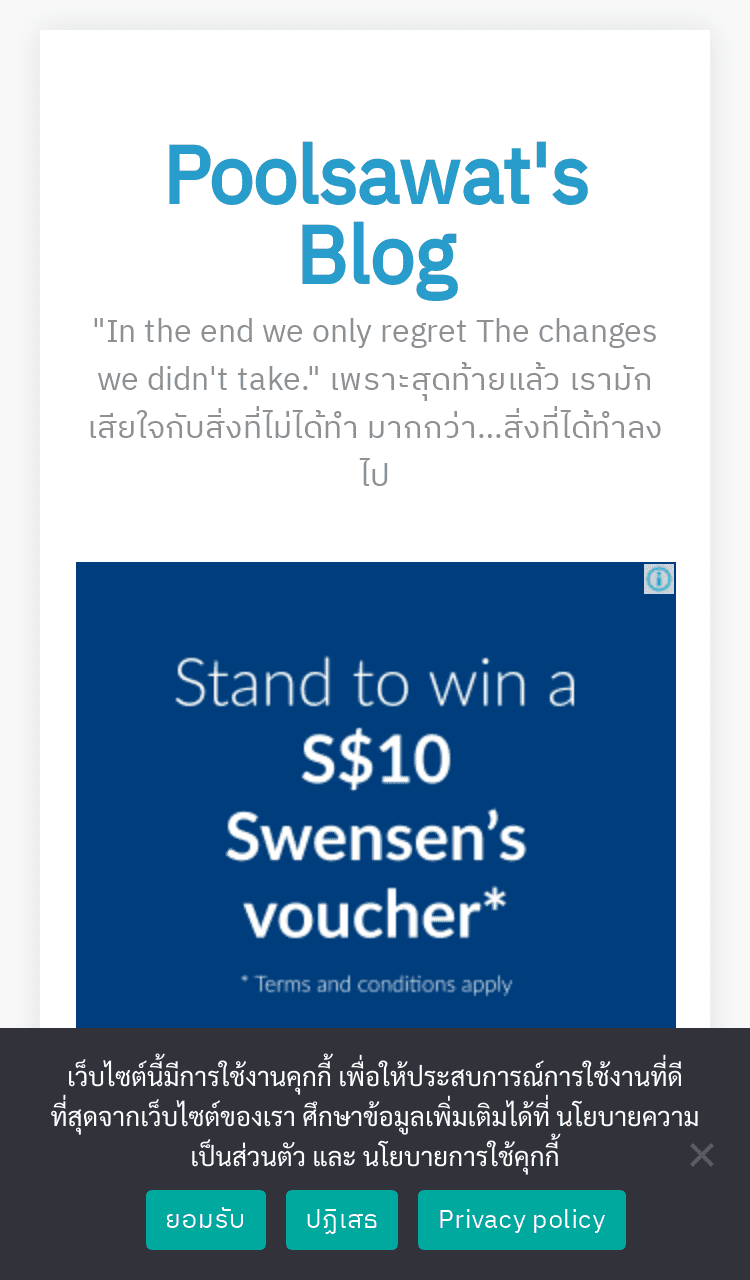 Poolsawat's
Blog
"In the end we only regret The changes
we didn't take." เพราะสุดท้ายแล้ว เรามัก
เสียใจกับสิ่งที่ไม่ได้ทำ มากกว่า...สิ่งที่ได้ทำลง
ไป
Stand to win a
S$10
Swensen’s
voucher*
* Terms and conditions apply
เว็บไซต์นี้มีการใช้งานคุกกี้ เพื่อให้ประสบการณ์การใช้งานที่ดี
ที่สุดจากเว็บไซต์ของเรา ศึกษาข้อมูลเพิ่มเติมได้ที่ นโยบายความ
เป็นส่วนตัว และ นโยบายการใช้คุกกี้
ยอมรับ ปฏิเสธ Privacy policy